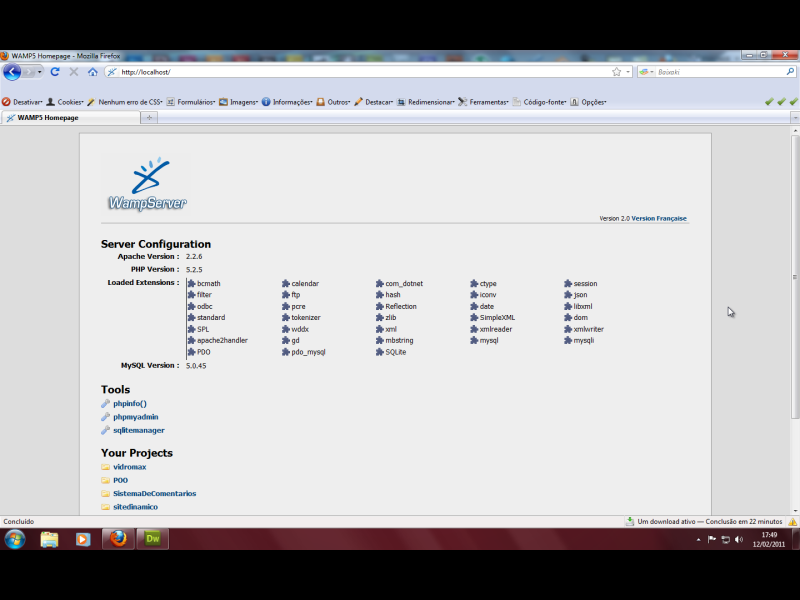 WAMP5 Homepage - Mozilla Firefox
http://localhost/
Baixaki
Desativar Cookies Nenhum erro de CSS Formulários Imagens Informações Outros Destacar Redimensionar Ferramentas Código-fonte Opções
WAMP5 Homepage
WampServer
Version 2.0 Version Française
Server Configuration
Apache Version : 2.2.6
PHP Version : 5.2.5
Loaded Extensions : bcmath calendar com_dotnet ctype session
filter ftp hash iconv json
odbc pcre Reflection date libxml
standard tokenizer zlib SimpleXML dom
SPL wddx xml xmlreader xmlwriter
apache2handler gd mbstring mysql mysqli
PDO pdo_mysql SQLite
MySQL Version : 5.0.45
Tools
phpinfo()
phpmyadmin
sqlitemanager
Your Projects
vidromax
POO
SistemaDeComentarios
sitedinamico
Concluído
Um download ativo — Conclusão em 22 minutos
Dw
17:49
12/02/2011